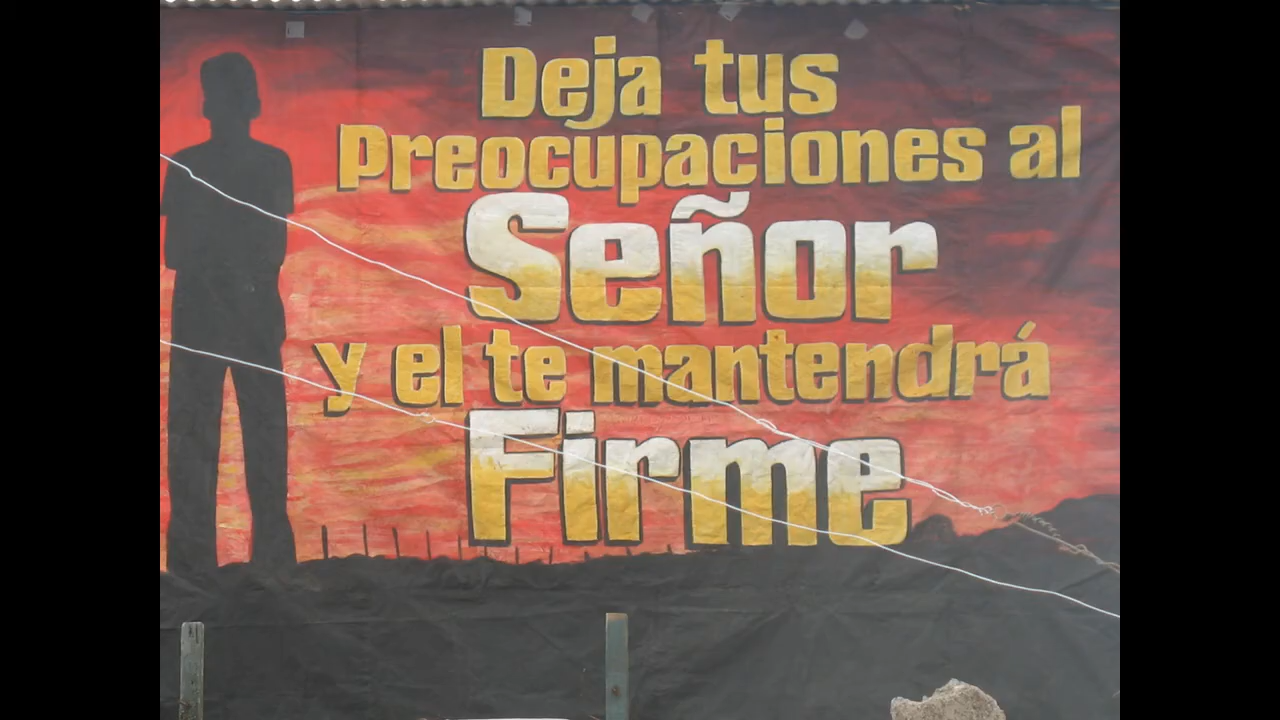 Deja tus
Preocupaciones al
Señor
y el te mantendrá
Firme